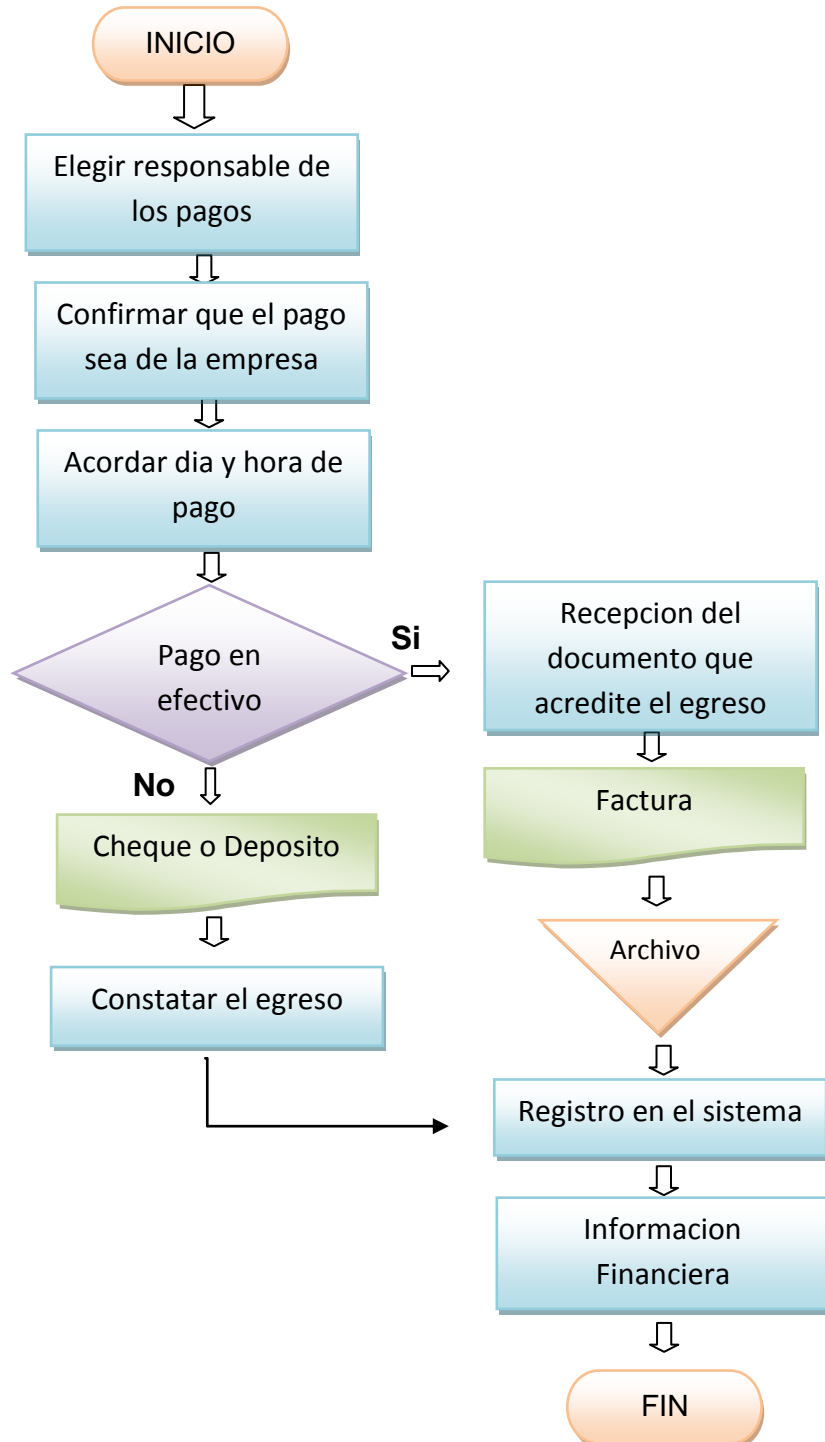 INICIO
Elegir responsable de
los pagos
Confirmar que el pago
sea de la empresa
Acordar dia y hora de
pago
Pago en
efectivo
Si
No
Cheque o Deposito
Constatar el egreso
Recepcion del
documento que
acredite el egreso
Factura
Archivo
Registro en el sistema
Informacion
Financiera
FIN